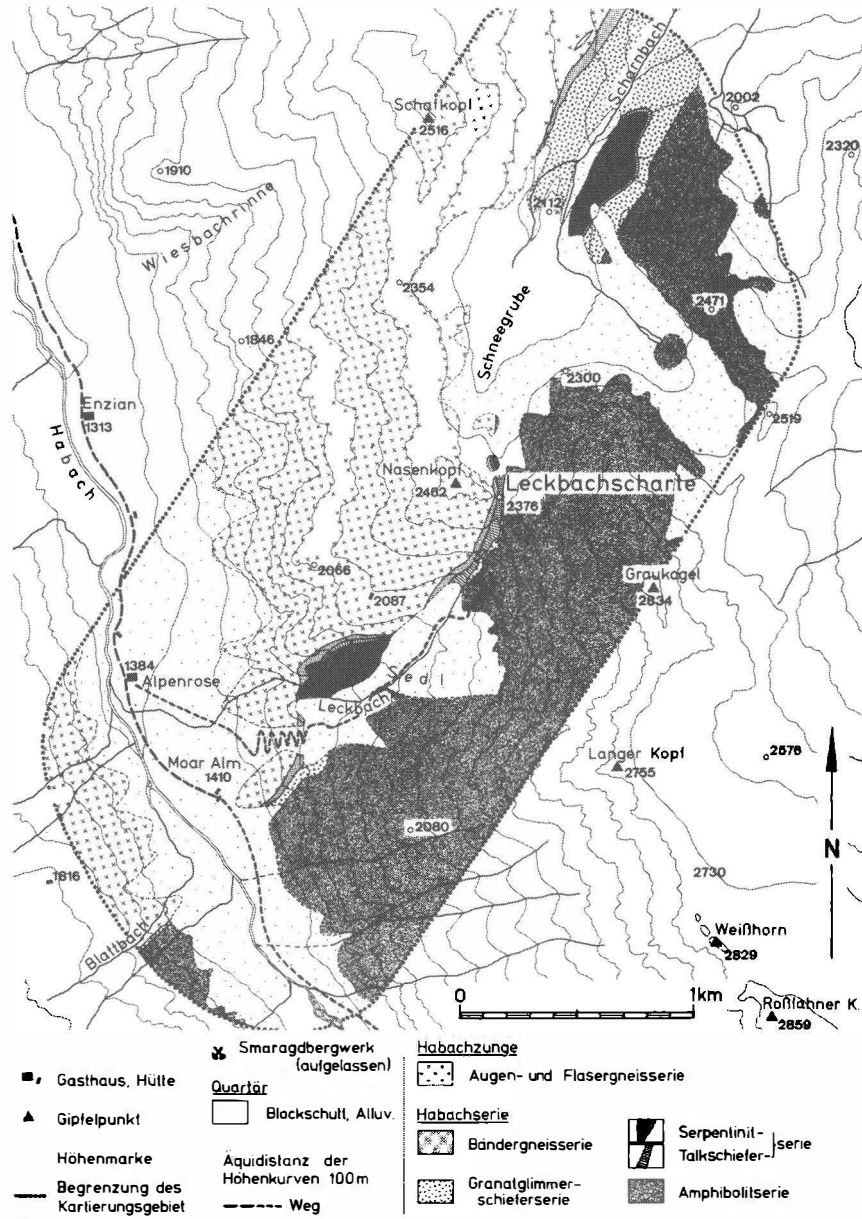 Scharnbach
Schafkopf
2516
2002
2320
1910
2112
Wiesbachrinne
2354
Schneegrube
2471
1846
2300
Enzian
1313
2519
Habach
Nasenkopf
2462
Leckbachscharte
2376
2066
2087
Graukogel
2834
1384
Alpenrose
Sedl
Leckbach
Moar Alm
1410
Langer Kopf
2755
2576
2080
N
1816
2730
Blattbach
Weißhorn
2829
0 1km
Roßlahner K.
2859
Gasthaus, Hütte
Gipfelpunkt
Höhenmarke
Begrenzung des
Kartierungsgebiet
Smaragdbergwerk
(aufgelassen)
Quartär
Blockschutt, Alluv.
Äquidistanz der
Höhenkurven 100m
Weg
Habachzunge
Augen- und Flasergneisserie
Habachserie
Bändergneisserie
Granatglimmer-
schieferserie
Serpentinit-
Talkschiefer-serie
Amphibolitserie